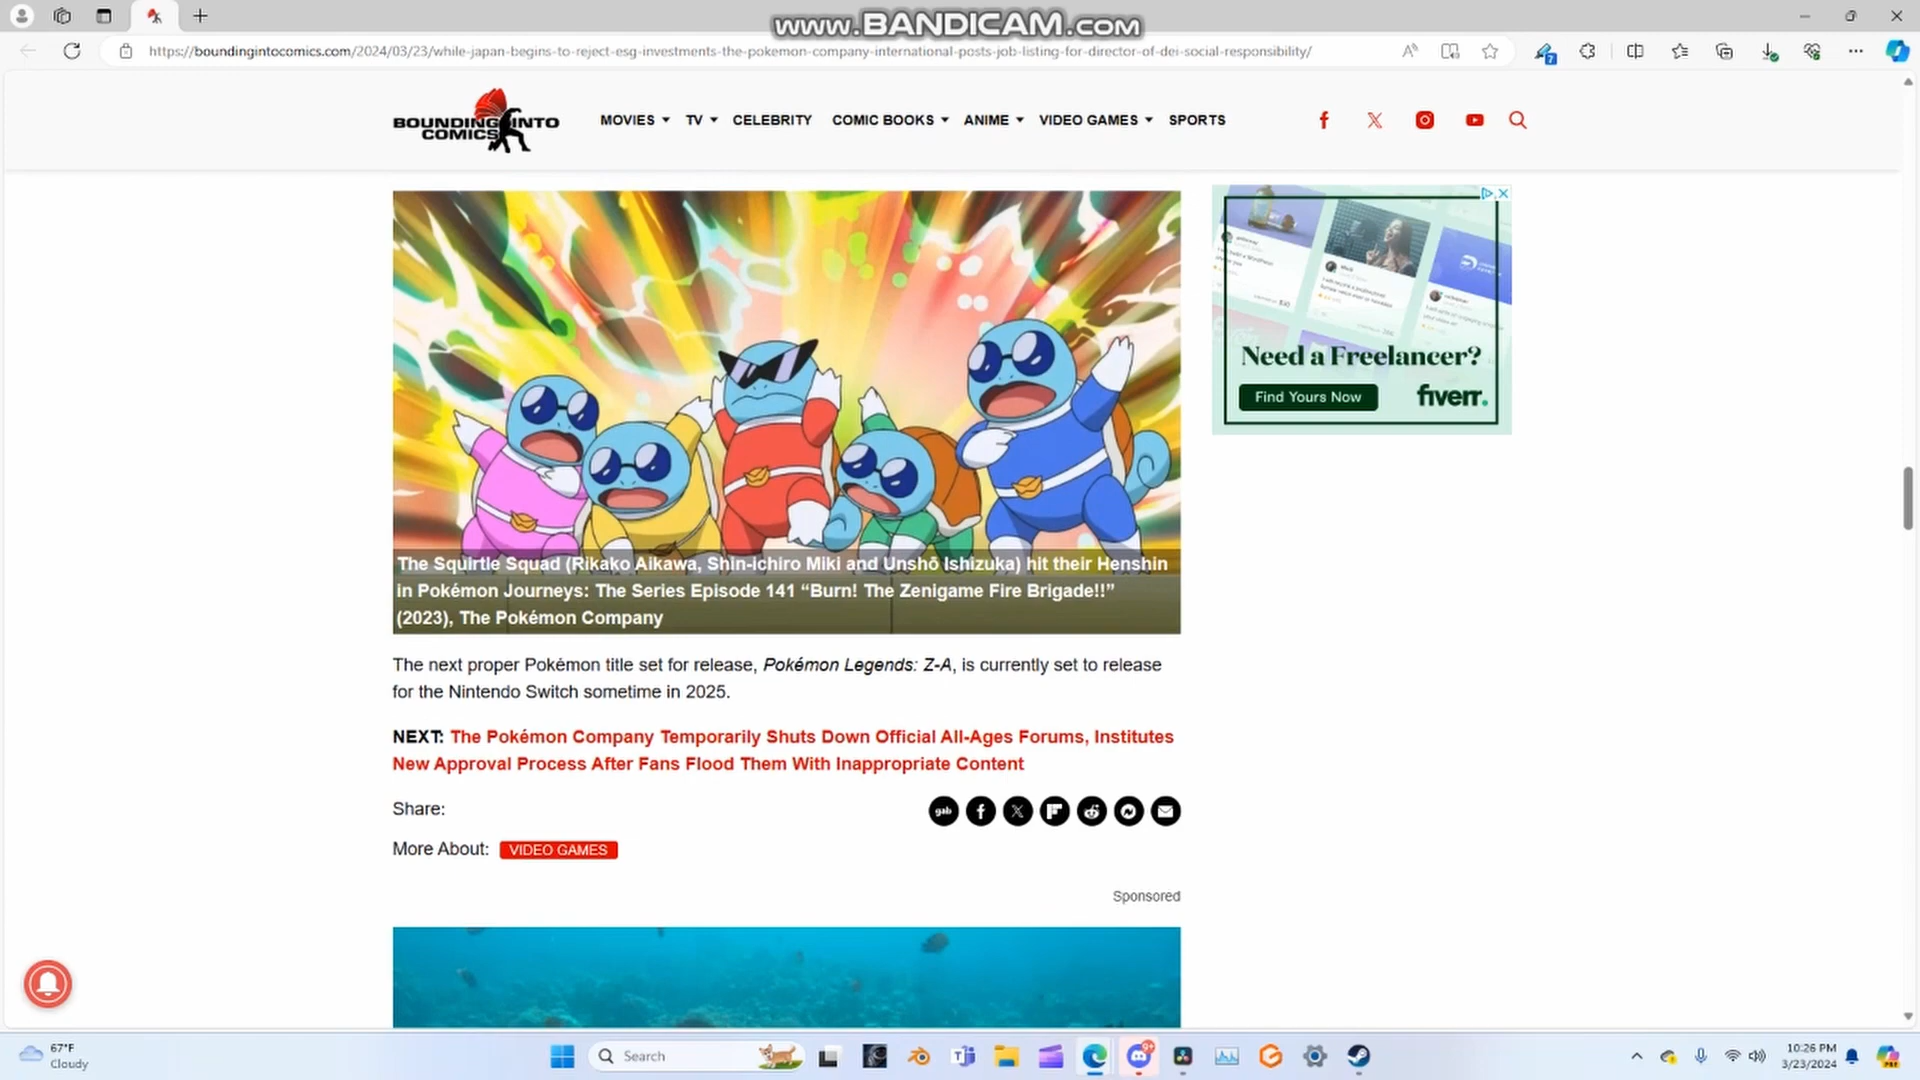 www.BANDICAM.com
https://boundingintocomics.com/2024/03/23/while-japan-begins-to-reject-esg-investments-the-pokemon-company-international-posts-job-listing-for-director-of-dei-social-responsibility/
7
BOUNDING INTO
COMICS
MOVIES
TV
CELEBRITY
COMIC BOOKS
ANIME
VIDEO GAMES
SPORTS
The Squirtle Squad (Rikako Aikawa, Shin-ichiro Miki and Unshō Ishizuka) hit their Henshin
in Pokémon Journeys: The Series Episode 141 “Burn! The Zenigame Fire Brigade!!”
(2023), The Pokémon Company
Need a Freelancer?
Find Yours Now
fiverr.
The next proper Pokémon title set for release, Pokémon Legends: Z-A, is currently set to release
for the Nintendo Switch sometime in 2025.
NEXT: The Pokémon Company Temporarily Shuts Down Official All-Ages Forums, Institutes
New Approval Process After Fans Flood Them With Inappropriate Content
Share:
gab
More About: VIDEO GAMES
Sponsored
67°F
Cloudy
Search
9+
10:26 PM
3/23/2024